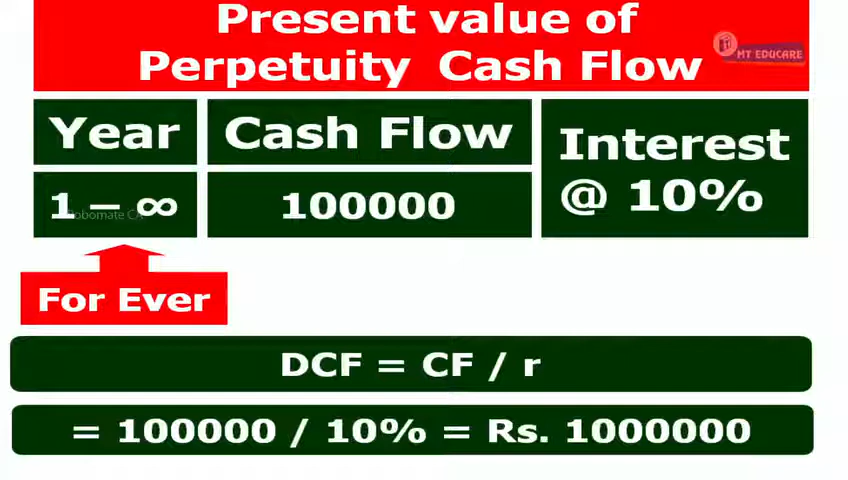 Present value of
Perpetuity Cash Flow
MT EDUCARE
Year
Cash Flow
Interest
@ 10%
1 – ∞
100000
For Ever
DCF = CF / r
= 100000 / 10% = Rs. 1000000